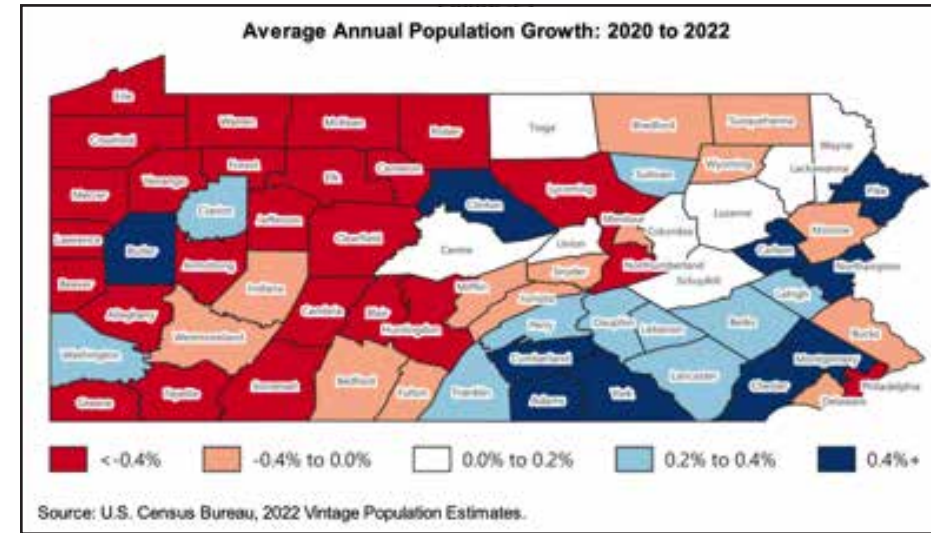 Average Annual Population Growth: 2020 to 2022
Erie
Warren
McKean
Potter
Tioga
Bradford
Susquehanna
Wayne
Crawford
Forest
Elk
Cameron
Wyoming
Sullivan
Lackawanna
Pike
Mercer
Venango
Clarion
Jefferson
Clinton
Lycoming
Luzerne
Monroe
Lawrence
Butler
Clearfield
Centre
Union
Montour
Columbia
Carbon
Northampton
Beaver
Armstrong
Indiana
Mifflin
Snyder
Northumberland
Schuylkill
Lehigh
Allegheny
Westmoreland
Cambria
Blair
Huntingdon
Juniata
Perry
Dauphin
Lebanon
Berks
Bucks
Washington
Cumberland
Lancaster
Montgomery
Greene
Fayette
Somerset
Bedford
Fulton
Franklin
Adams
York
Chester
Delaware
Philadelphia
<-0.4% -0.4% to 0.0% 0.0% to 0.2% 0.2% to 0.4% 0.4%+
Source: U.S. Census Bureau, 2022 Vintage Population Estimates.